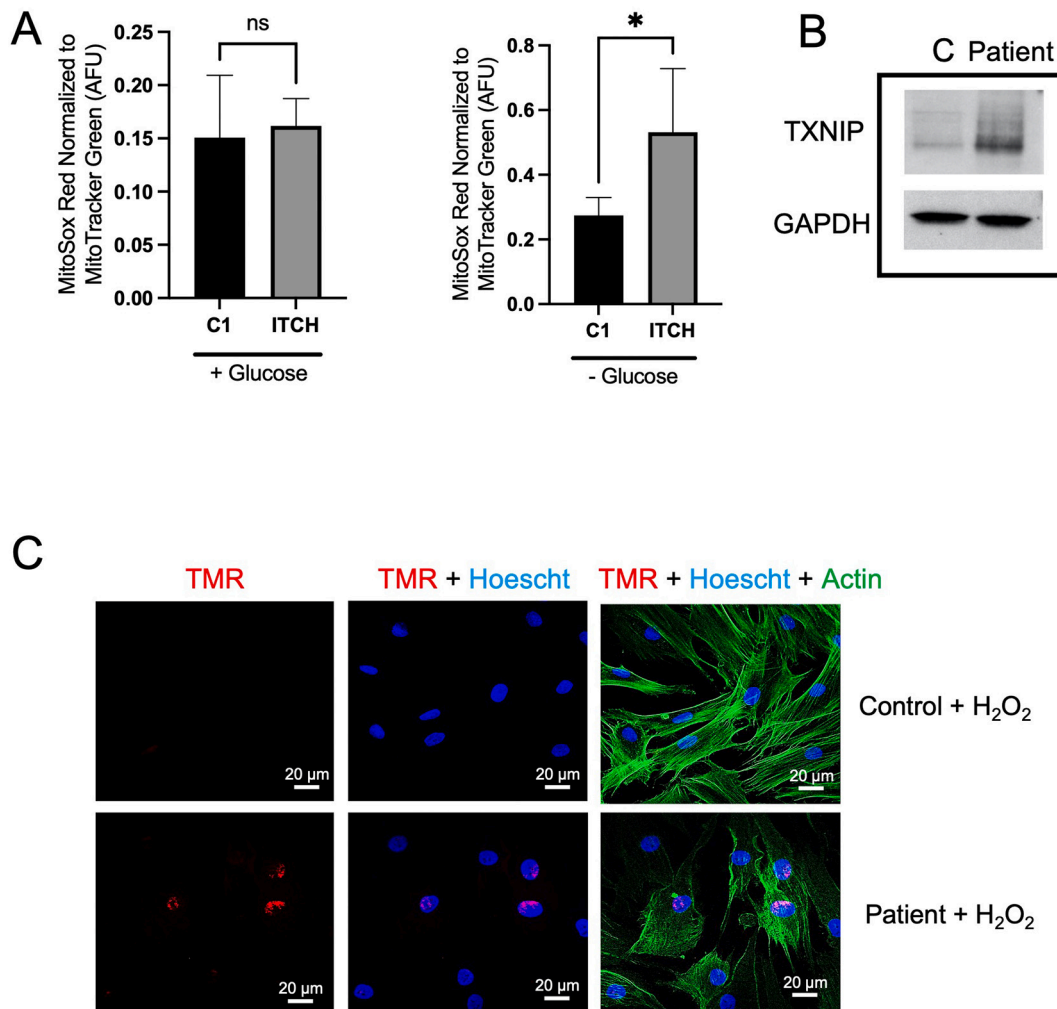 A
MitoSox Red Normalized to
MitoTracker Green (AFU)
0.25
0.20
0.15
0.10
0.05
0.00
ns
C1 ITCH
+ Glucose
MitoSox Red Normalized to
MitoTracker Green (AFU)
0.8
0.6
0.4
0.2
0.0
*
C1 ITCH
- Glucose
B
C Patient
TXNIP
GAPDH
C
TMR
TMR + Hoescht
TMR + Hoescht + Actin
20 µm
20 µm
20 µm
Control + H₂O₂
20 µm
20 µm
20 µm
Patient + H₂O₂